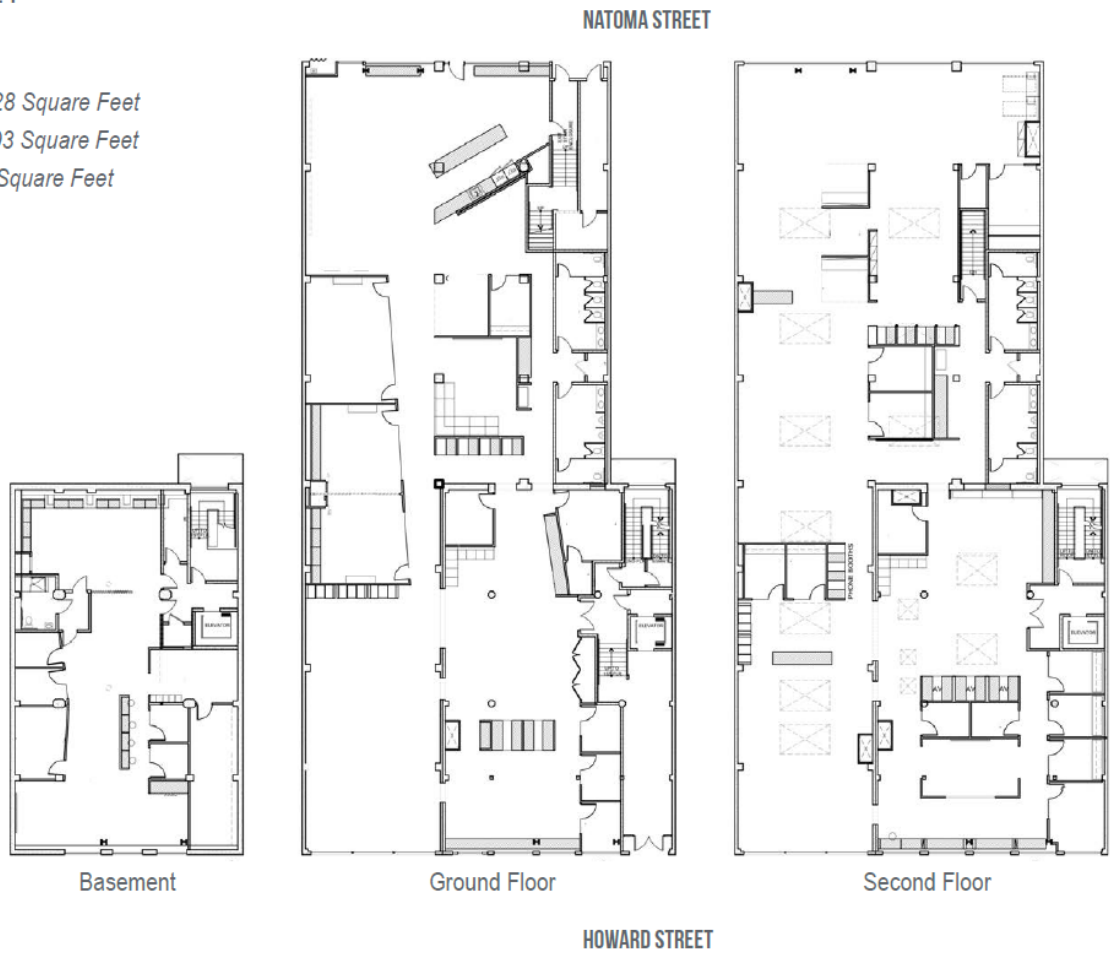 NATOMA STREET
28 Square Feet
03 Square Feet
Square Feet
PHONE BOOTHS
ELEVATOR
ELEVATOR
ELEVATOR
AV
AV
Basement
Ground Floor
Second Floor
HOWARD STREET